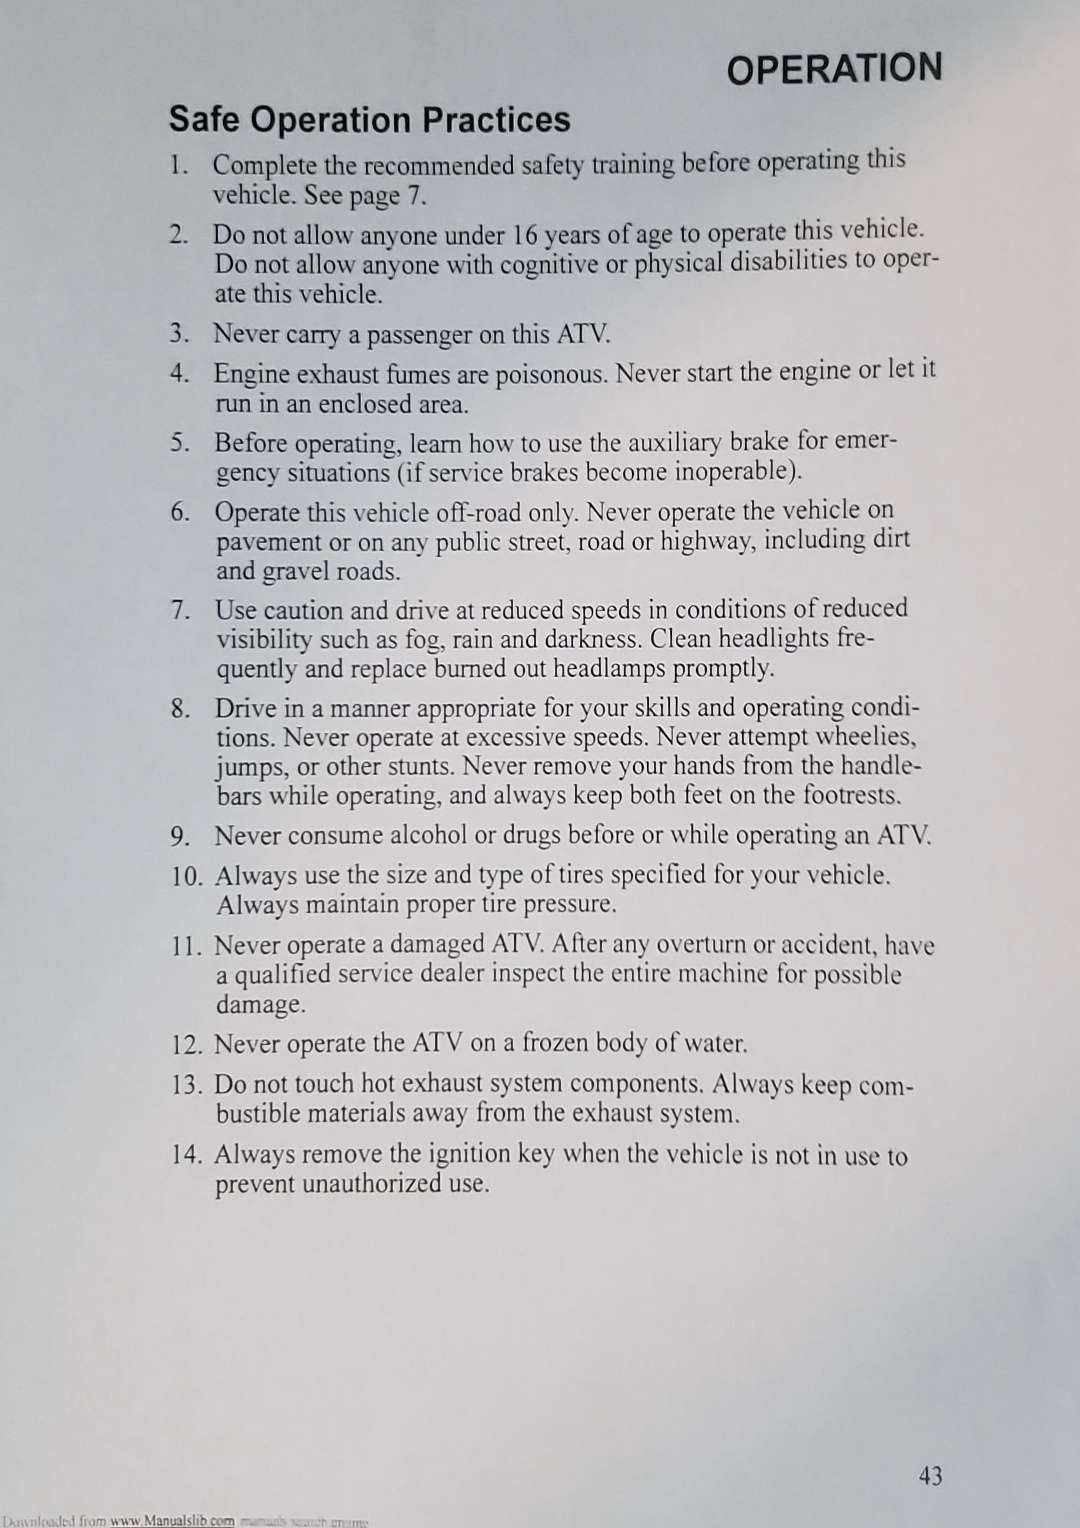 OPERATION
Safe Operation Practices
1. Complete the recommended safety training before operating this
vehicle. See page 7.
2. Do not allow anyone under 16 years of age to operate this vehicle.
Do not allow anyone with cognitive or physical disabilities to oper-
ate this vehicle.
3. Never carry a passenger on this ATV.
4. Engine exhaust fumes are poisonous. Never start the engine or let it
run in an enclosed area.
5. Before operating, learn how to use the auxiliary brake for emer-
gency situations (if service brakes become inoperable).
6. Operate this vehicle off-road only. Never operate the vehicle on
pavement or on any public street, road or highway, including dirt
and gravel roads.
7. Use caution and drive at reduced speeds in conditions of reduced
visibility such as fog, rain and darkness. Clean headlights fre-
quently and replace burned out headlamps promptly.
8. Drive in a manner appropriate for your skills and operating condi-
tions. Never operate at excessive speeds. Never attempt wheelies,
jumps, or other stunts. Never remove your hands from the handle-
bars while operating, and always keep both feet on the footrests.
9. Never consume alcohol or drugs before or while operating an ATV.
10. Always use the size and type of tires specified for your vehicle.
Always maintain proper tire pressure.
11. Never operate a damaged ATV. After any overturn or accident, have
a qualified service dealer inspect the entire machine for possible
damage.
12. Never operate the ATV on a frozen body of water.
13. Do not touch hot exhaust system components. Always keep com-
bustible materials away from the exhaust system.
14. Always remove the ignition key when the vehicle is not in use to
prevent unauthorized use.
43
Downloaded from www.Manualslib.com manuals search engine